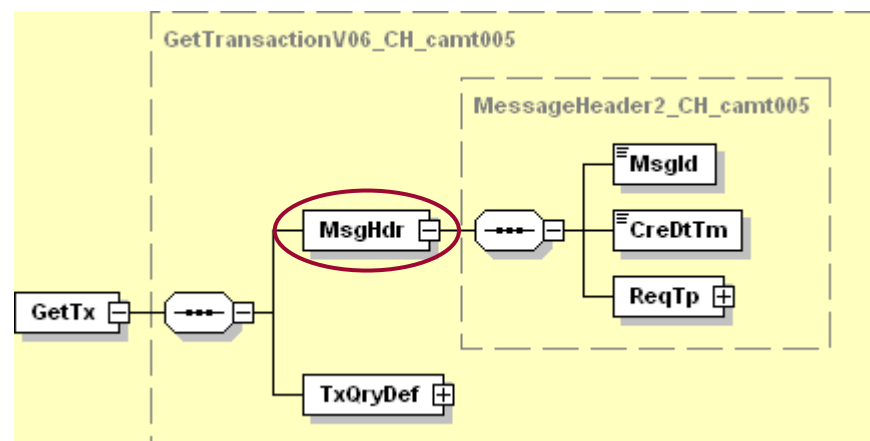 GetTransactionV06_CH_camt005
MessageHeader2_CH_camt005
MsgId
MsgHdr
CreDtTm
ReqTp
GetTx
TxQryDef